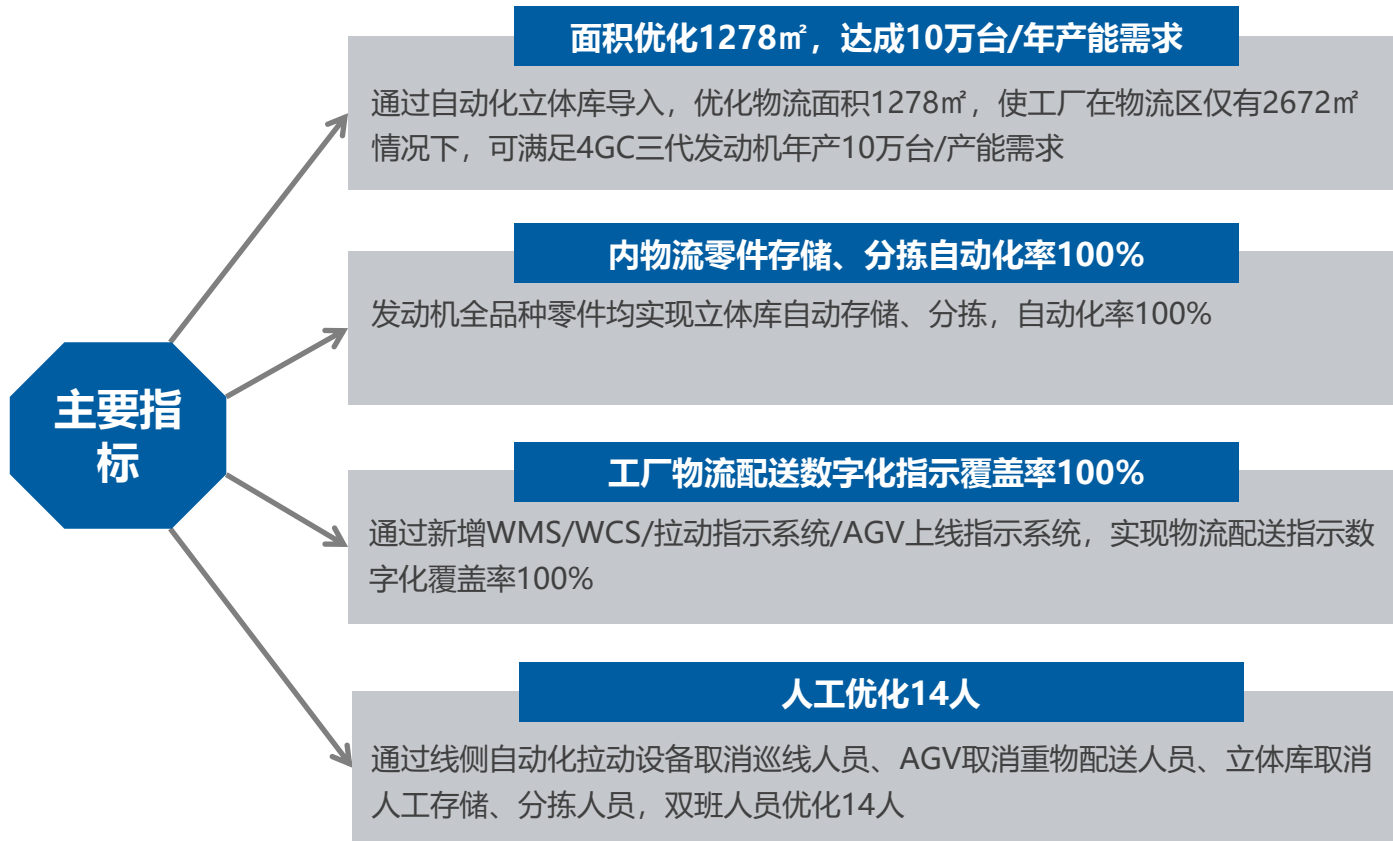 面积优化1278㎡，达成10万台/年产能需求
通过自动化立体库导入，优化物流面积1278㎡，使工厂在物流区仅有2672㎡
情况下，可满足4GC三代发动机年产10万台/产能需求
内物流零件存储、分拣自动化率100%
发动机全品种零件均实现立体库自动存储、分拣，自动化率100%
主要指
标
工厂物流配送数字化指示覆盖率100%
通过新增WMS/WCS/拉动指示系统/AGV上线指示系统，实现物流配送指示数
字化覆盖率100%
人工优化14人
通过线侧自动化拉动设备取消巡线人员、AGV取消重物配送人员、立体库取消
人工存储、分拣人员，双班人员优化14人